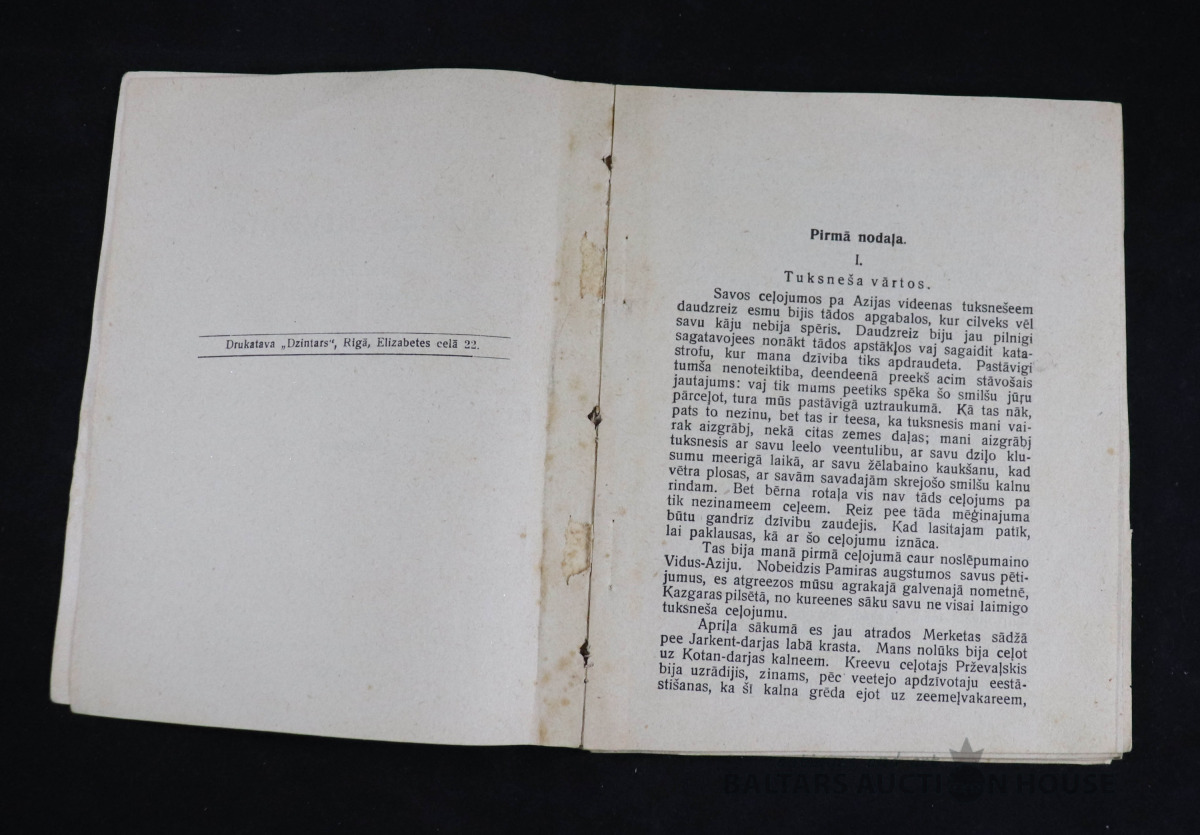 Drukatava „Dzintars“, Rigā, Elizabetes celā 22.
Pirmā nodaļa.
I.
Tuksneša vārtos.
Savos ceļojumos pa Azijas videenas tuksnešeem
daudzreiz esmu bijis tādos apgabalos, kur cilveks vēl
savu kāju nebija spēris. Daudzreiz biju jau pilnigi
sagatavojees nonākt tādos apstākļos vaj sagaidit kata-
strofu, kur mana dzīviba tiks apdraudeta. Pastāvigi
tumša nenoteiktiba, deendeenā preekš acim stāvošais
jautajums: vaj tik mums peetiks spēka šo smilšu jūŗu
pārceļot, tura mūs pastāvigā uztraukumā. Kā tas nāk,
pats to nezinu, bet tas ir teesa, ka tuksnesis mani vai-
rak aizgrābj, nekā citas zemes daļas; mani aizgrābj
tuksnesis ar savu leelo veentulibu, ar savu dziļo klu-
sumu meerigā laikā, ar savu žēlabaino kaukšanu, kad
vētra plosas, ar savām savadajām skrejošo smilšu kalnu
rindam. Bet bērna rotaļa vis nav tāds ceļojums pa
tik nezinameem ceļeem. Reiz pee tāda mēģinajuma
būtu gandrīz dzīvibu zaudejis. Kad lasitajam patīk,
lai paklausas, kā ar šo ceļojumu iznāca.
Tas bija manā pirmā ceļojumā caur noslēpumaino
Vidus-Aziju. Nobeidzis Pamiras augstumos savus pēti-
jumus, es atgreezos mūsu agrakajā galvenajā nometnē,
Kazgaras pilsētā, no kureenes sāku savu ne visai laimigo
tuksneša ceļojumu.
Apriļa sākumā es jau atrados Merketas sādžā
pee Jarkent-darjas labā krasta. Mans nolūks bija ceļot
uz Kotan-darjas kalneem. Kreevu ceļotajs Prževaļskis
bija uzrādijis, zinams, pēc veetejo apdzīvotaju eestā-
stišanas, ka šī kalna grēda ejot uz zeemeļvakareem,
BALTARS AUCTION HOUSE